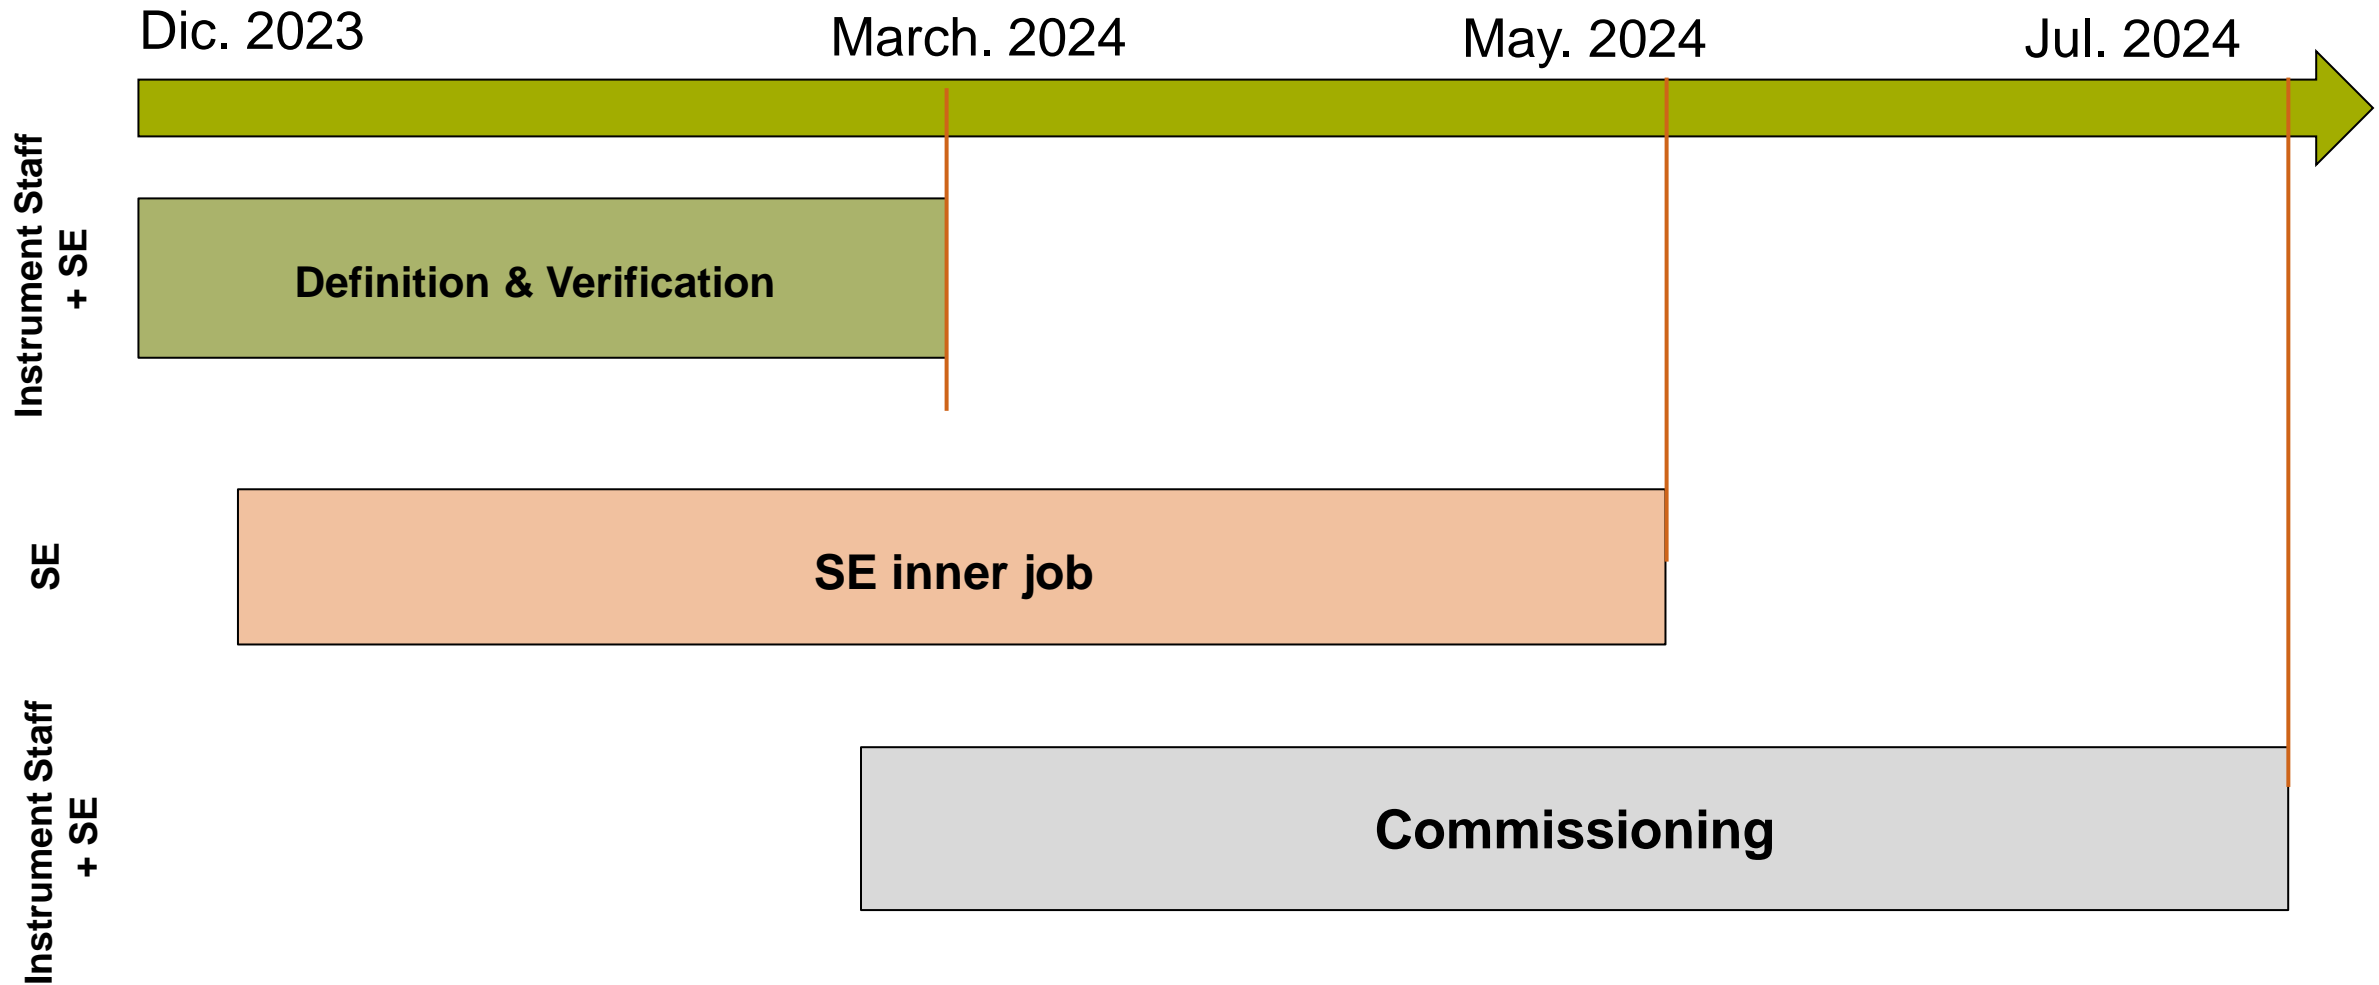 Dic. 2023
March. 2024
May. 2024
Jul. 2024
Instrument Staff
+ SE
Definition & Verification
SE
SE inner job
Instrument Staff
+ SE
Commissioning